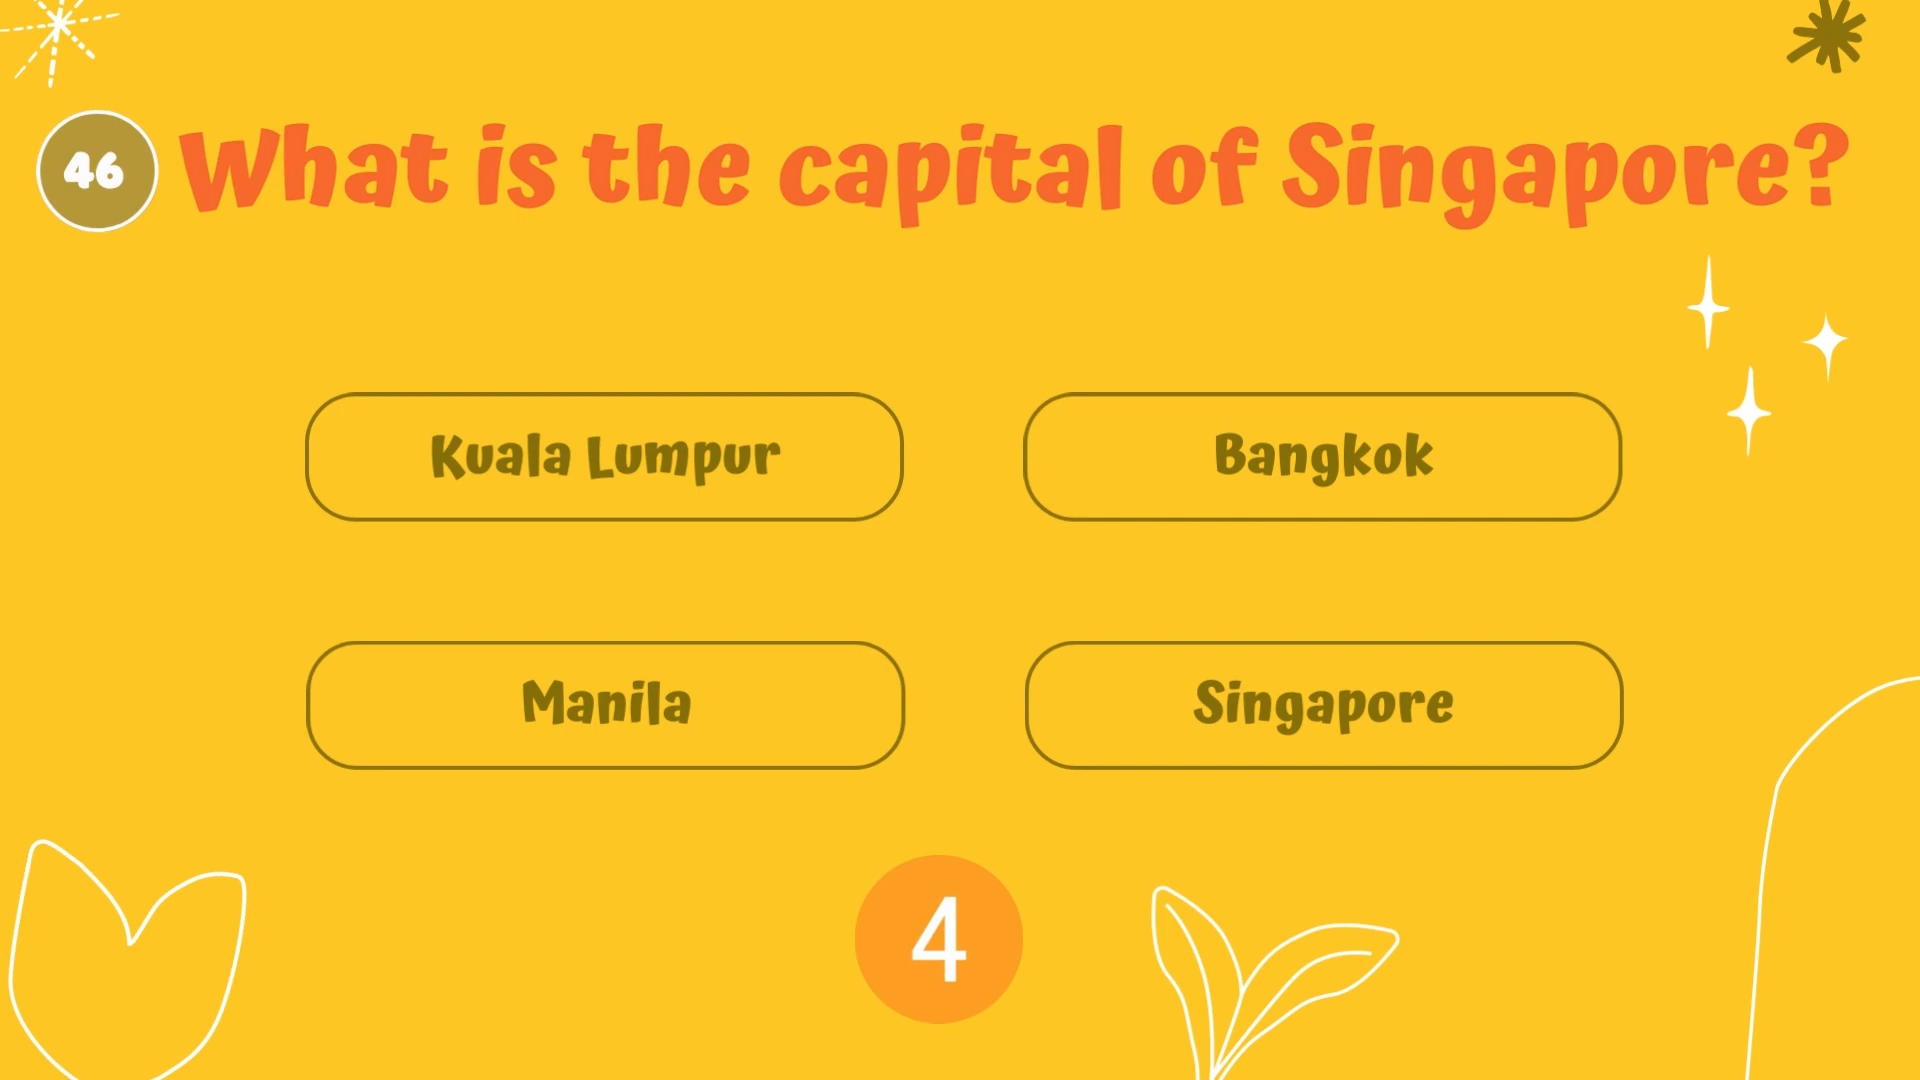 46 What is the capital of Singapore?
Kuala Lumpur
Bangkok
Manila
Singapore
4